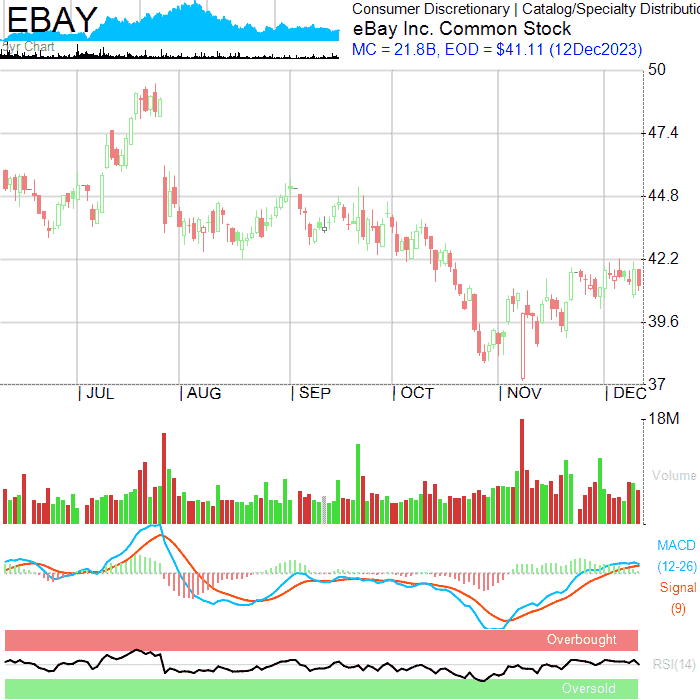 EBAY
5yr Chart
Consumer Discretionary | Catalog/Specialty Distributio
eBay Inc. Common Stock
MC = 21.8B, EOD = $41.11 (12Dec2023)
50
47.4
44.8
42.2
39.6
37
| JUL | AUG | SEP | OCT | NOV | DEC
18M
Volume
MACD
(12-26)
Signal
(9)
Overbought
RSI(14)
Oversold